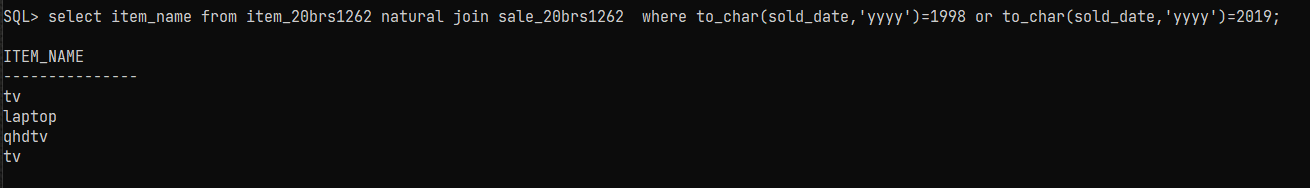 SQL> select item_name from item_20brs1262 natural join sale_20brs1262  where to_char(sold_date,'yyyy')=1998 or to_char(sold_date,'yyyy')=2019;
ITEM_NAME
---------------
tv
laptop
qhdtv
tv